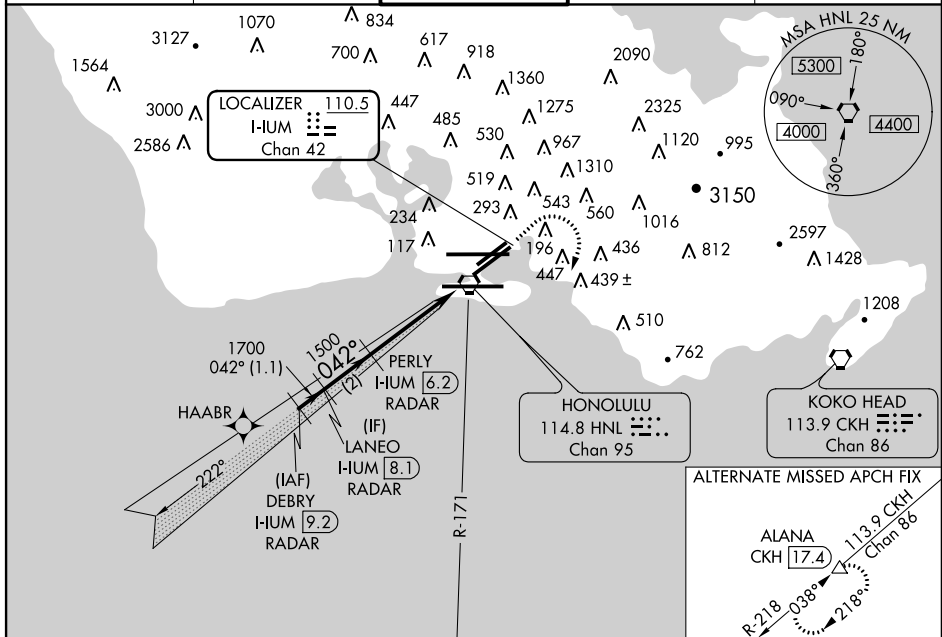 834
1070
3127
700
617
918
2090
1564
1360
3000
LOCALIZER 110.5
I-IUM
Chan 42
447
485
1275
2325
2586
530
967
1120
995
1310
519
3150
234
293
543
560
1016
117
196
436
812
2597
447
439 ±
1428
510
1208
762
MSA HNL 25 NM
5300
180°
090°
4000
4400
360°
1700
042° (1.1)
1500
042°
(2)
PERLY
I-IUM 6.2
RADAR
HAABR
(IF)
LANEO
I-IUM 8.1
RADAR
222°
(IAF)
DEBRY
I-IUM 9.2
RADAR
R-171
HONOLULU
114.8 HNL
Chan 95
KOKO HEAD
113.9 CKH
Chan 86
ALTERNATE MISSED APCH FIX
ALANA
CKH 17.4
113.9 CKH
Chan 86
R-218
038°
218°